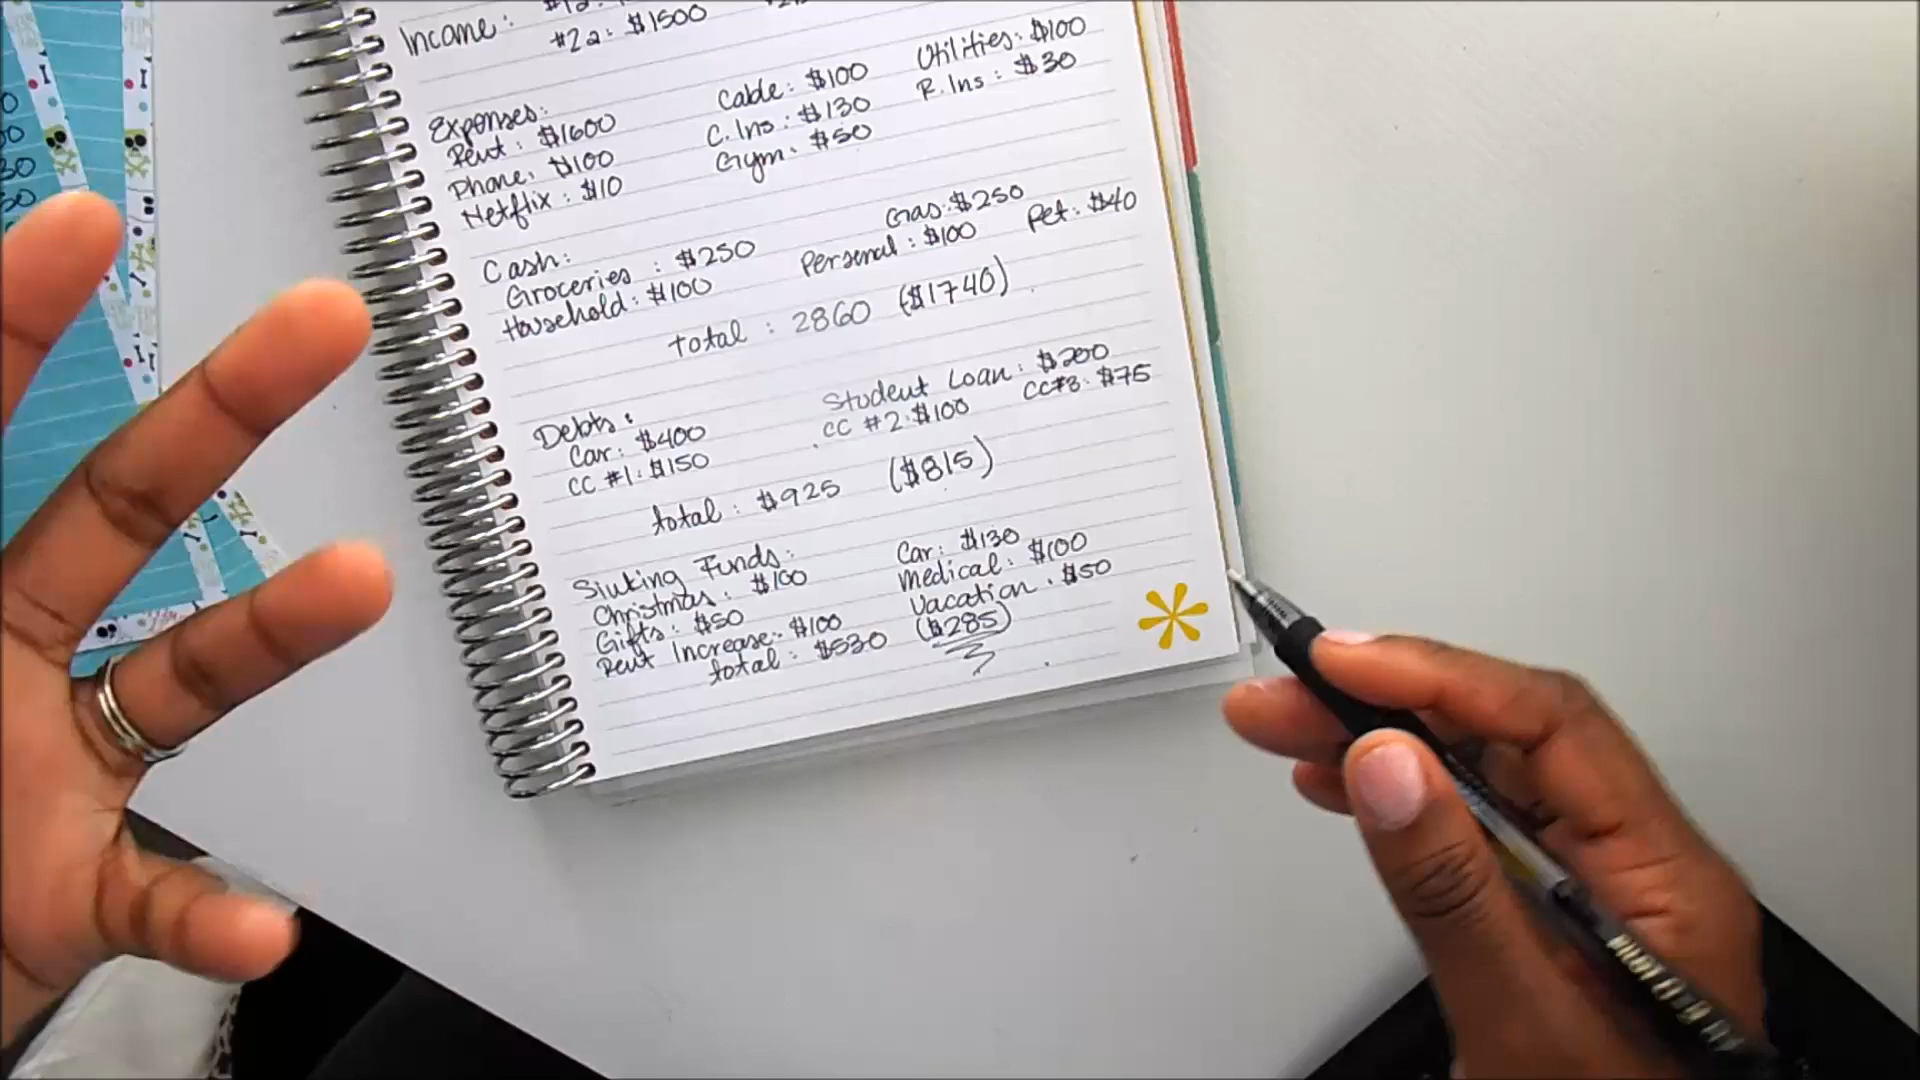 Income:
#2a: $1500
Expenses:
Rent: $1600 Cable: $100 Utilities: $100
Phone: $100 C. Ins: $130 R. Ins: $30
Netflix: $10 Gym: $50
Cash:
Groceries: $250 Gas: $250
Household: $100 Personal: $100 Pet: $40
total: 2860 ($1740)
Debts:
Car: $400 Student Loan: $200
CC #1: $150 CC #2: $100 CC#3: $75
total: $925 ($815)
Sinking Funds:
Christmas: $100 Car: $130
Gifts: $50 Medical: $100
Rent Increase: $100 Vacation: $50
total: $530 ($285)